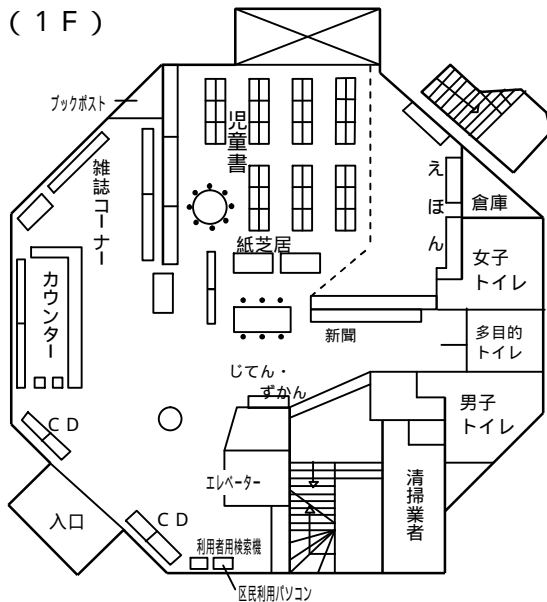 (1F)
ブックポスト
児童書
雑誌コーナー
えほん
倉庫
紙芝居
女子
トイレ
カウンター
新聞
多目的
トイレ
じてん・
ずかん
男子
トイレ
CD
エレベーター
清掃業者
入口
CD
利用者用検索機
区民利用パソコン